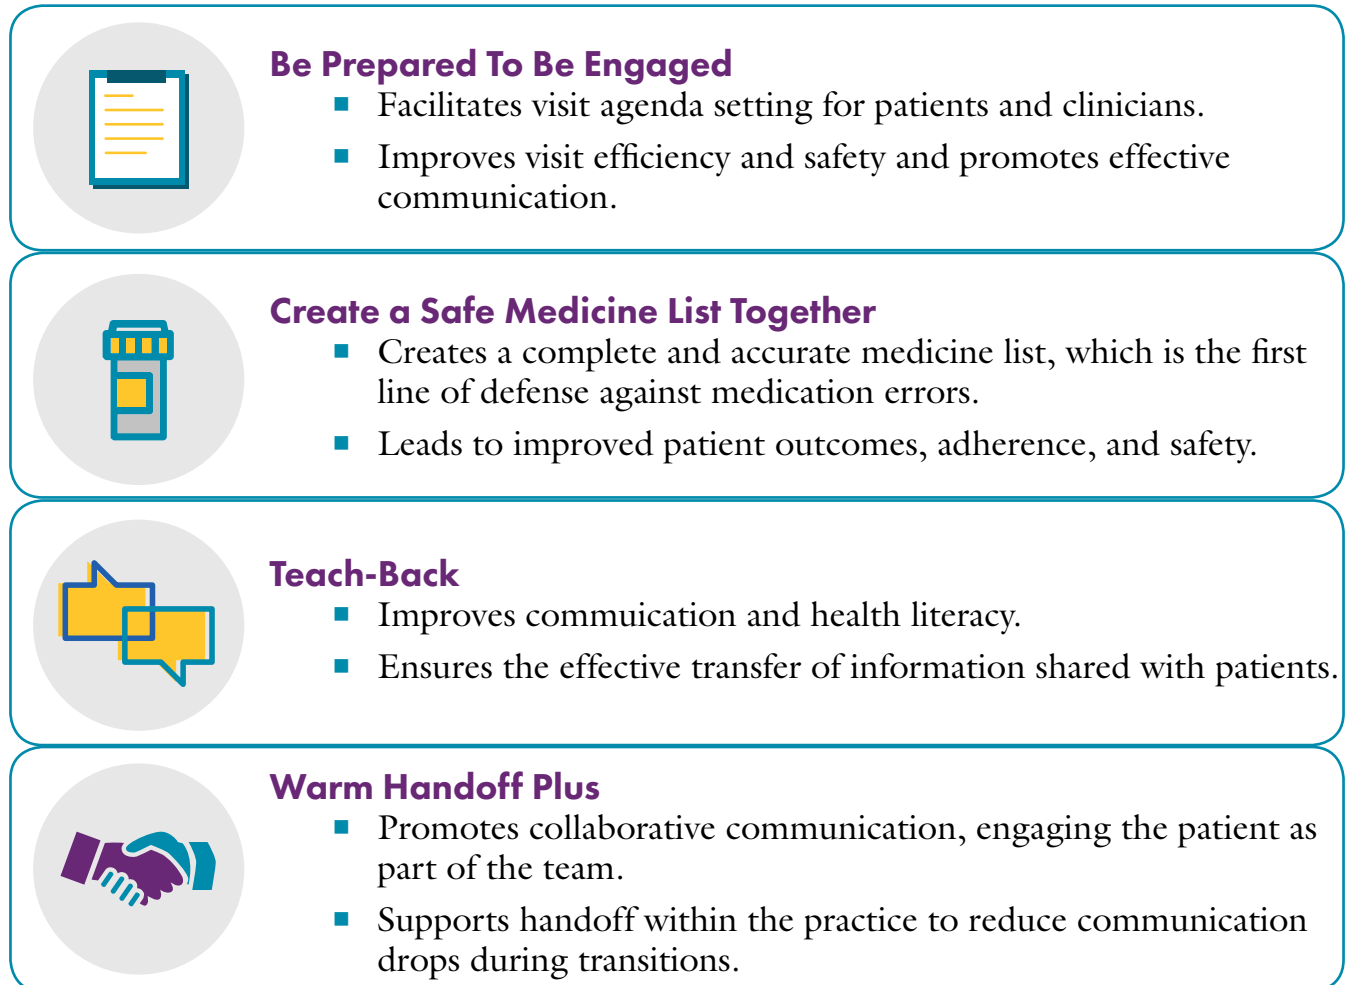 Be Prepared To Be Engaged
■ Facilitates visit agenda setting for patients and clinicians.
■ Improves visit efficiency and safety and promotes effective
communication.
Create a Safe Medicine List Together
■ Creates a complete and accurate medicine list, which is the first
line of defense against medication errors.
■ Leads to improved patient outcomes, adherence, and safety.
Teach-Back
■ Improves commuication and health literacy.
■ Ensures the effective transfer of information shared with patients.
Warm Handoff Plus
■ Promotes collaborative communication, engaging the patient as
part of the team.
■ Supports handoff within the practice to reduce communication
drops during transitions.